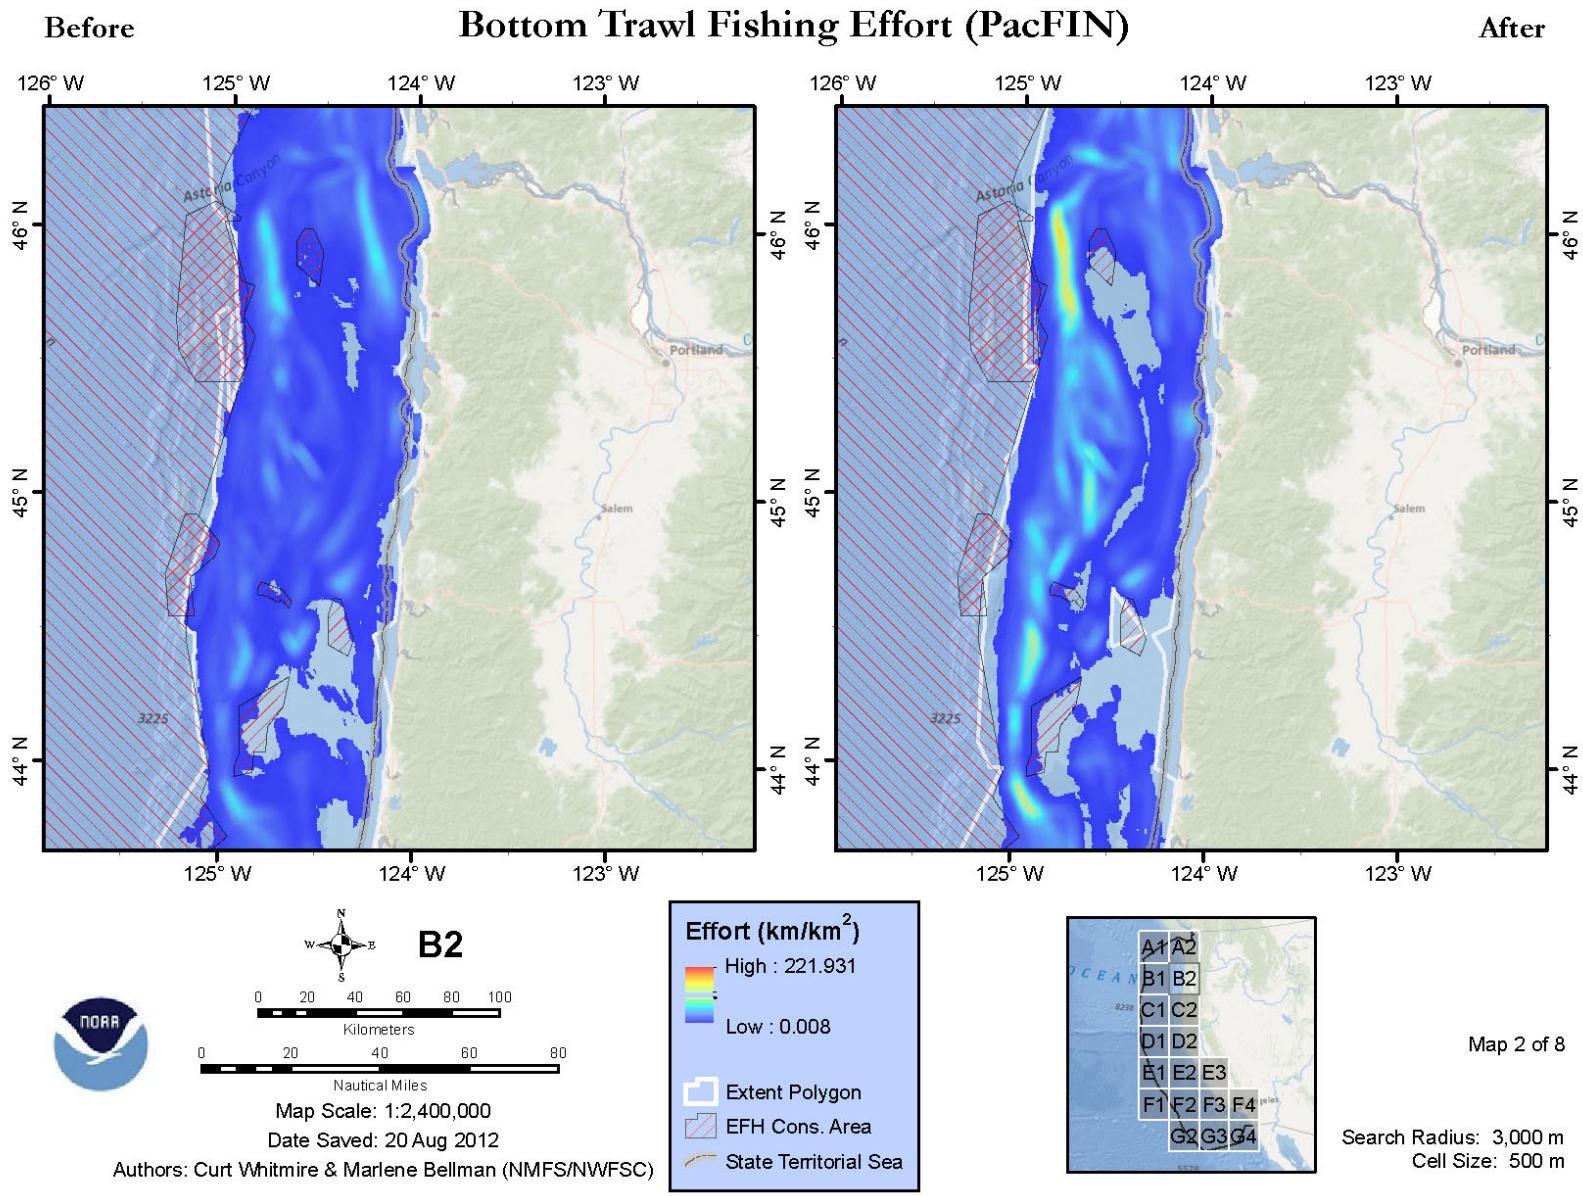 Before
Bottom Trawl Fishing Effort (PacFIN)
After
126° W 125° W 124° W 123° W
126° W 125° W 124° W 123° W
46° N
45° N
44° N
46° N
45° N
44° N
46° N
45° N
44° N
46° N
45° N
44° N
Astoria Canyon
Portland
Salem
3225
C
Astoria Canyon
Portland
Salem
3225
C
125° W 124° W 123° W
125° W 124° W 123° W
N
W E
S
B2
0 20 40 60 80 100
Kilometers
0 20 40 60 80
Nautical Miles
NOAA
Map Scale: 1:2,400,000
Date Saved: 20 Aug 2012
Authors: Curt Whitmire & Marlene Bellman (NMFS/NWFSC)
Effort (km/km²)
High : 221.931
Low : 0.008
Extent Polygon
EFH Cons. Area
State Territorial Sea
OCEAN
8238
A1 A2
B1 B2
C1 C2
D1 D2
E1 E2 E3
F1 F2 F3 F4
G2 G3 G4
Map 2 of 8
Search Radius: 3,000 m
Cell Size: 500 m